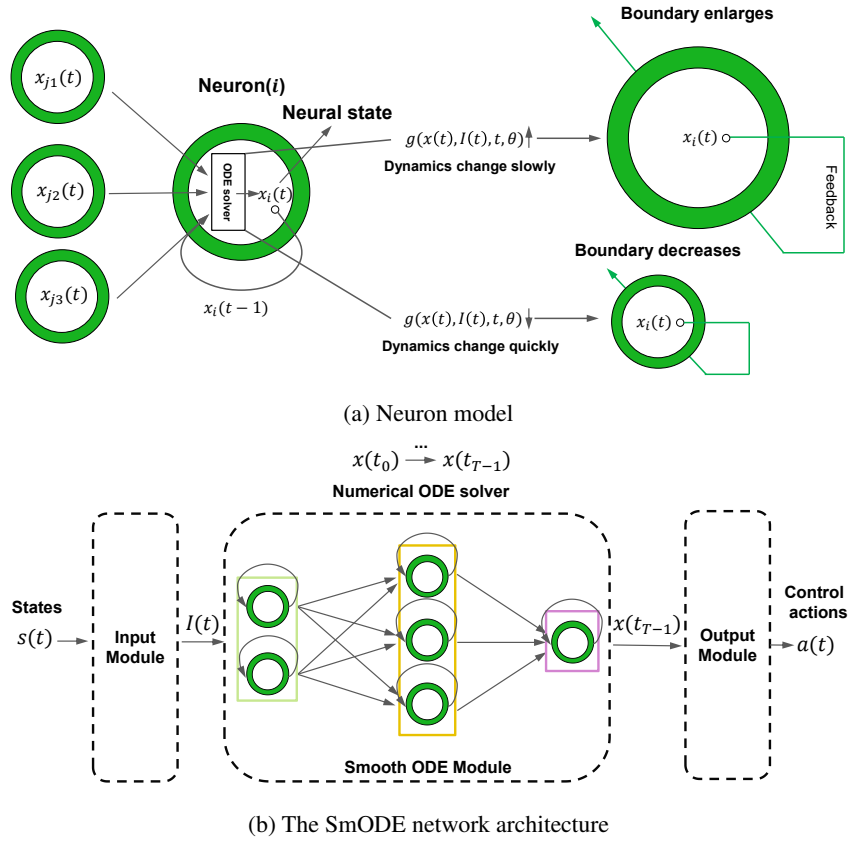 Boundary enlarges
x_{j1}(t)
Neuron(i)
Neural state
ODE solver
x_i(t)
g(x(t), I(t), t, θ)
Dynamics change slowly
x_i(t)
Feedback
x_{j2}(t)
Boundary decreases
x_{j3}(t)
x_i(t − 1)
g(x(t), I(t), t, θ)
Dynamics change quickly
x_i(t)
(a) Neuron model
x(t_0) ... x(t_{T−1})
Numerical ODE solver
States
s(t)
Input
Module
I(t)
Smooth ODE Module
x(t_{T−1})
Output
Module
Control
actions
a(t)
(b) The SmODE network architecture